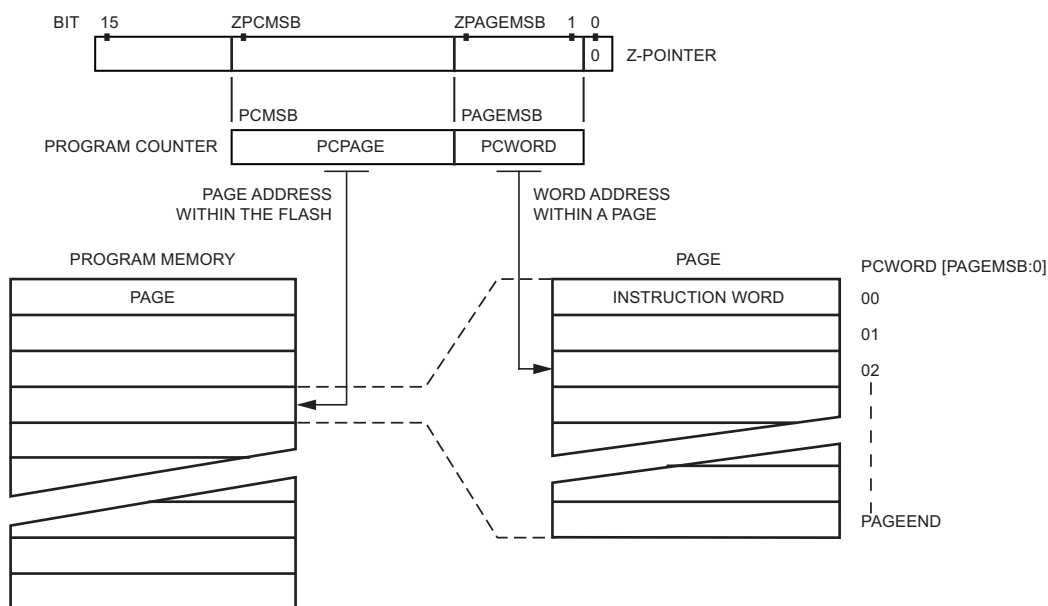 BIT 15 ZPCMSB ZPAGEMSB 1 0
0 Z-POINTER
PCMSB PAGEMSB
PROGRAM COUNTER PCPAGE PCWORD
PAGE ADDRESS
WITHIN THE FLASH
WORD ADDRESS
WITHIN A PAGE
PROGRAM MEMORY
PAGE
PAGE
INSTRUCTION WORD
PCWORD [PAGEMSB:0]
00
01
02
PAGEEND